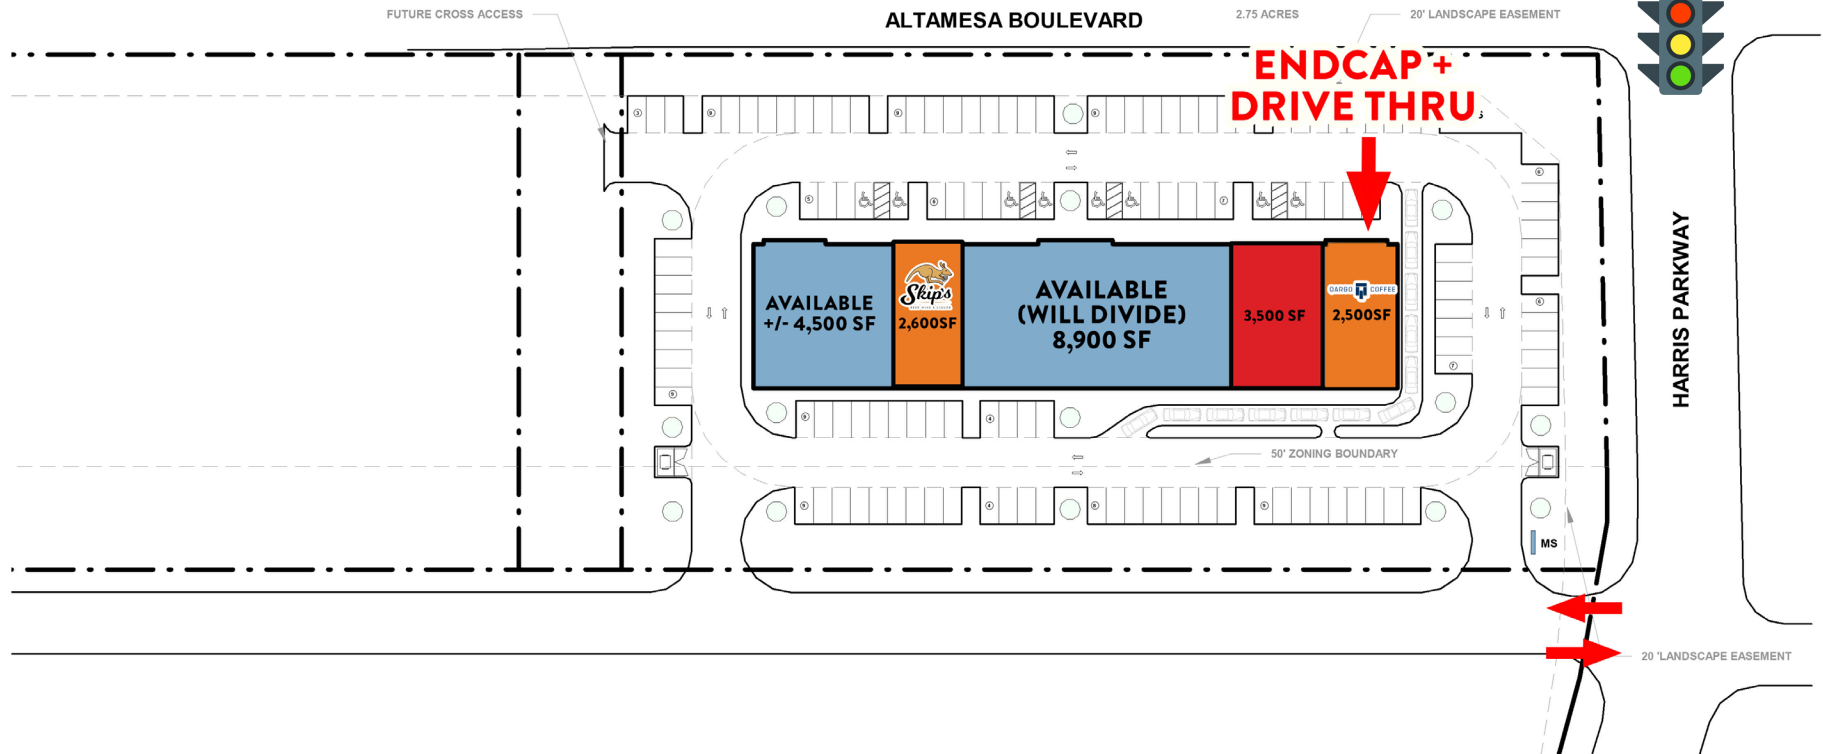 FUTURE CROSS ACCESS
ALTAMESA BOULEVARD
2.75 ACRES
20' LANDSCAPE EASEMENT
ENDCAP +
DRIVE THRU
HARRIS PARKWAY
AVAILABLE
+/- 4,500 SF
Skip's
2,600SF
AVAILABLE
(WILL DIVIDE)
8,900 SF
3,500 SF
QARGO COFFEE
2,500SF
50' ZONING BOUNDARY
MS
20 'LANDSCAPE EASEMENT